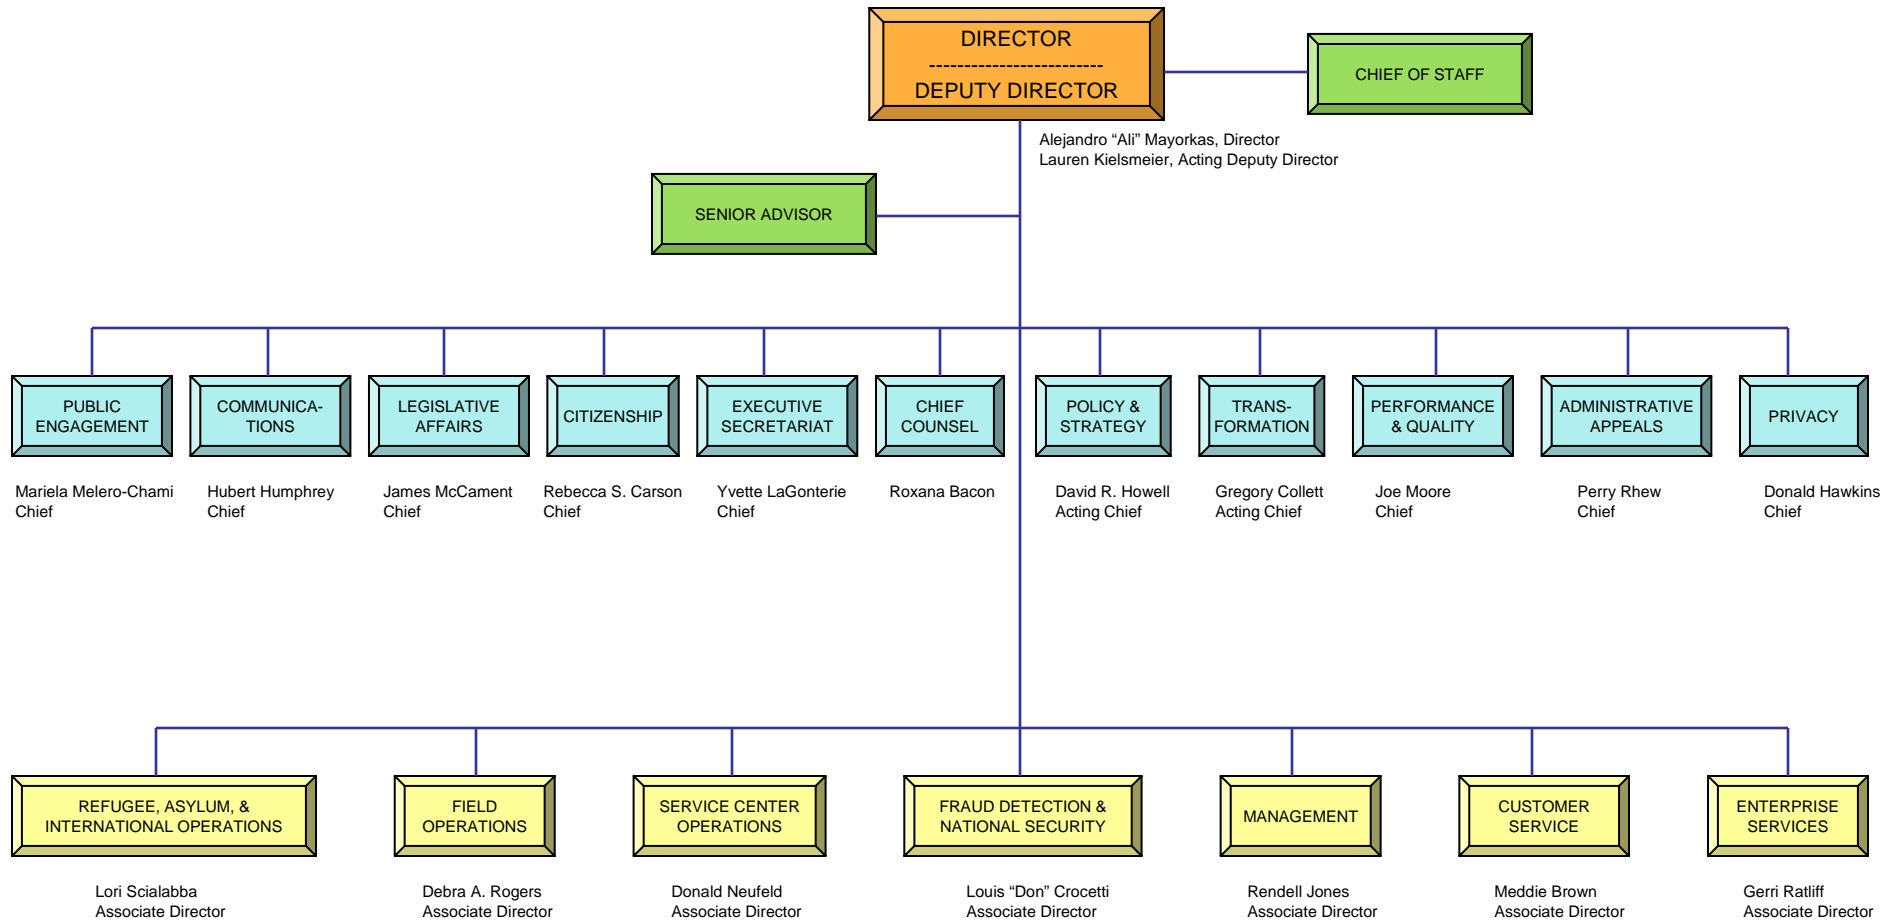 DIRECTOR
-------------------------
DEPUTY DIRECTOR
CHIEF OF STAFF
Alejandro “Ali” Mayorkas, Director
Lauren Kielsmeier, Acting Deputy Director
SENIOR ADVISOR
PUBLIC
ENGAGEMENT
COMMUNICA-
TIONS
LEGISLATIVE
AFFAIRS
CITIZENSHIP
EXECUTIVE
SECRETARIAT
CHIEF
COUNSEL
POLICY &
STRATEGY
TRANS-
FORMATION
PERFORMANCE
& QUALITY
ADMINISTRATIVE
APPEALS
PRIVACY
Mariela Melero-Chami
Chief
Hubert Humphrey
Chief
James McCament
Chief
Rebecca S. Carson
Chief
Yvette LaGonterie
Chief
Roxana Bacon
David R. Howell
Acting Chief
Gregory Collett
Acting Chief
Joe Moore
Chief
Perry Rhew
Chief
Donald Hawkins
Chief
REFUGEE, ASYLUM, &
INTERNATIONAL OPERATIONS
FIELD
OPERATIONS
SERVICE CENTER
OPERATIONS
FRAUD DETECTION &
NATIONAL SECURITY
MANAGEMENT
CUSTOMER
SERVICE
ENTERPRISE
SERVICES
Lori Scialabba
Associate Director
Debra A. Rogers
Associate Director
Donald Neufeld
Associate Director
Louis “Don” Crocetti
Associate Director
Rendell Jones
Associate Director
Meddie Brown
Associate Director
Gerri Ratliff
Associate Director